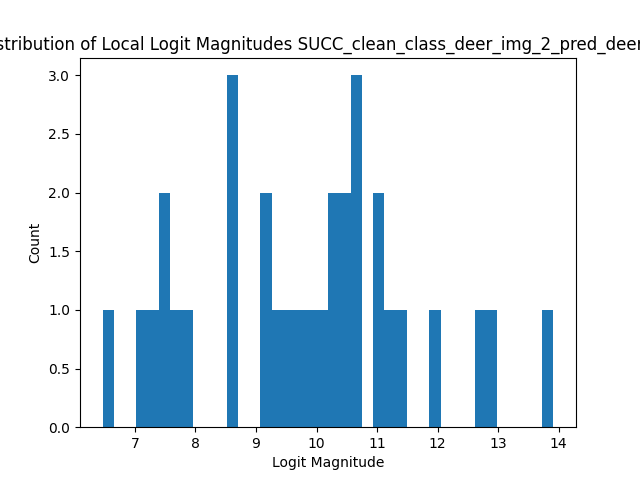 stribution of Local Logit Magnitudes SUCC_clean_class_deer_img_2_pred_deer
3.0
2.5
2.0
1.5
1.0
0.5
0.0
Count
7 8 9 10 11 12 13 14
Logit Magnitude